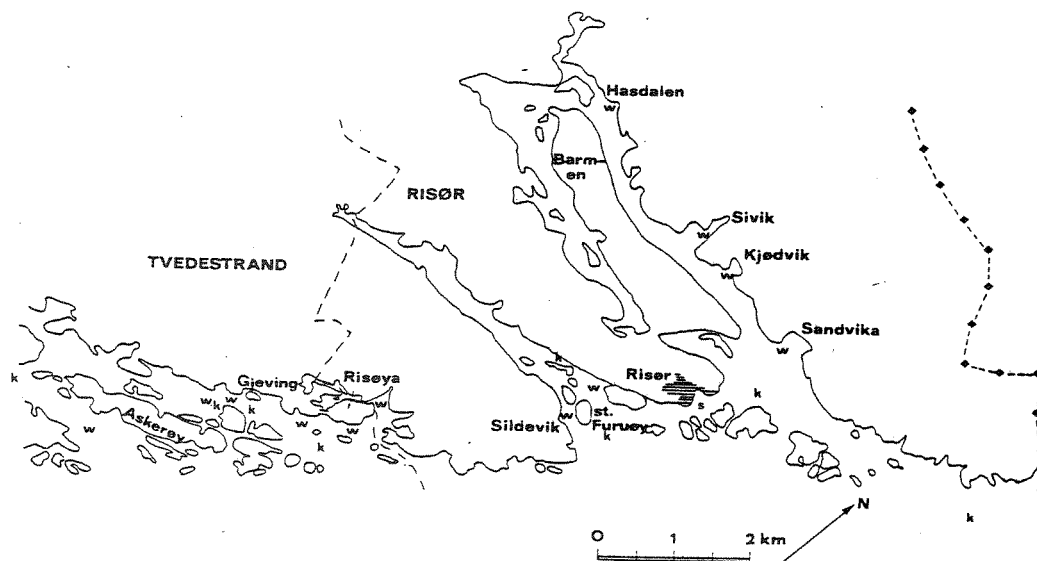 Hasdalen
w
Barm-
en
RISØR
Sivik
w
Kjødvik
w
TVEDESTRAND
Sandvika
w
k
k
Gjeving
Risøya
Risør
w
k
w w
k
k
w
s
Askerøy
w
w
w
k
Sildevik
w
st.
Furuøy
k
N
k
0 1 2 km